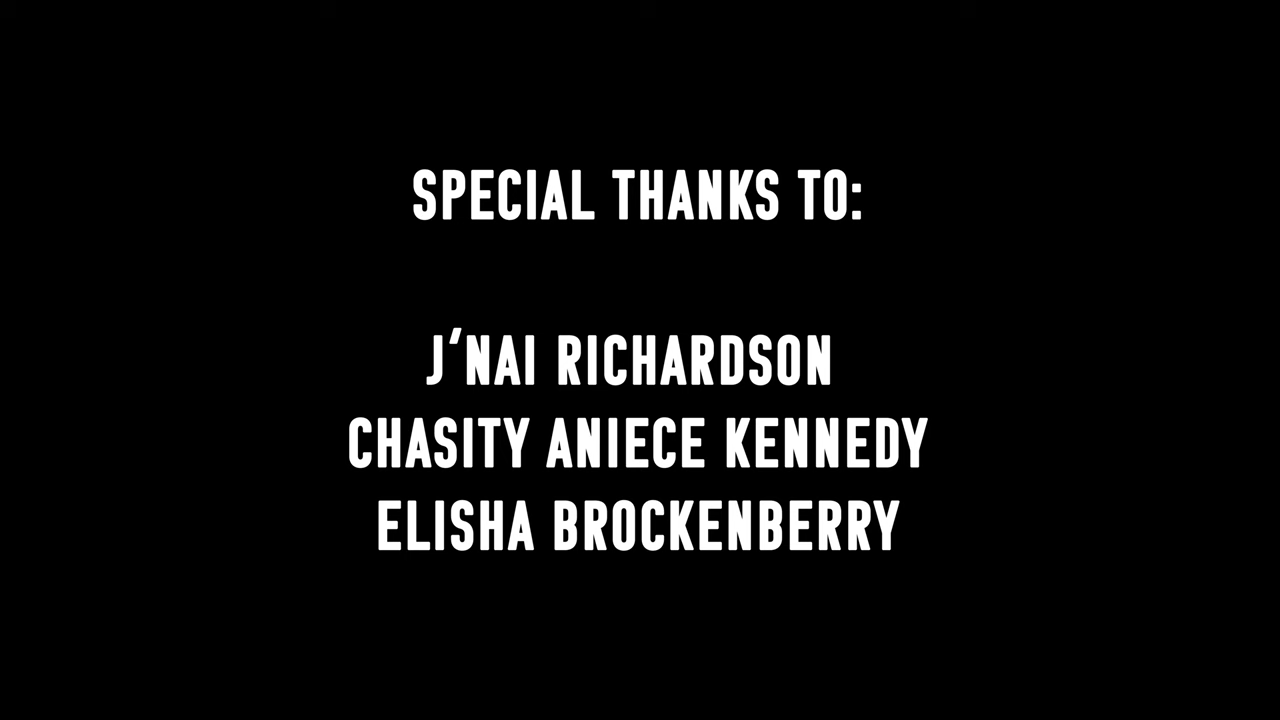 SPECIAL THANKS TO:
J'NAI RICHARDSON
CHASITY ANIECE KENNEDY
ELISHA BROCKENBERRY